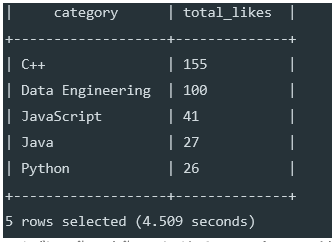 | category | total_likes |
+------------------+--------------+
| C++ | 155 |
| Data Engineering | 100 |
| JavaScript | 41 |
| Java | 27 |
| Python | 26 |
+------------------+--------------+
5 rows selected (4.509 seconds)